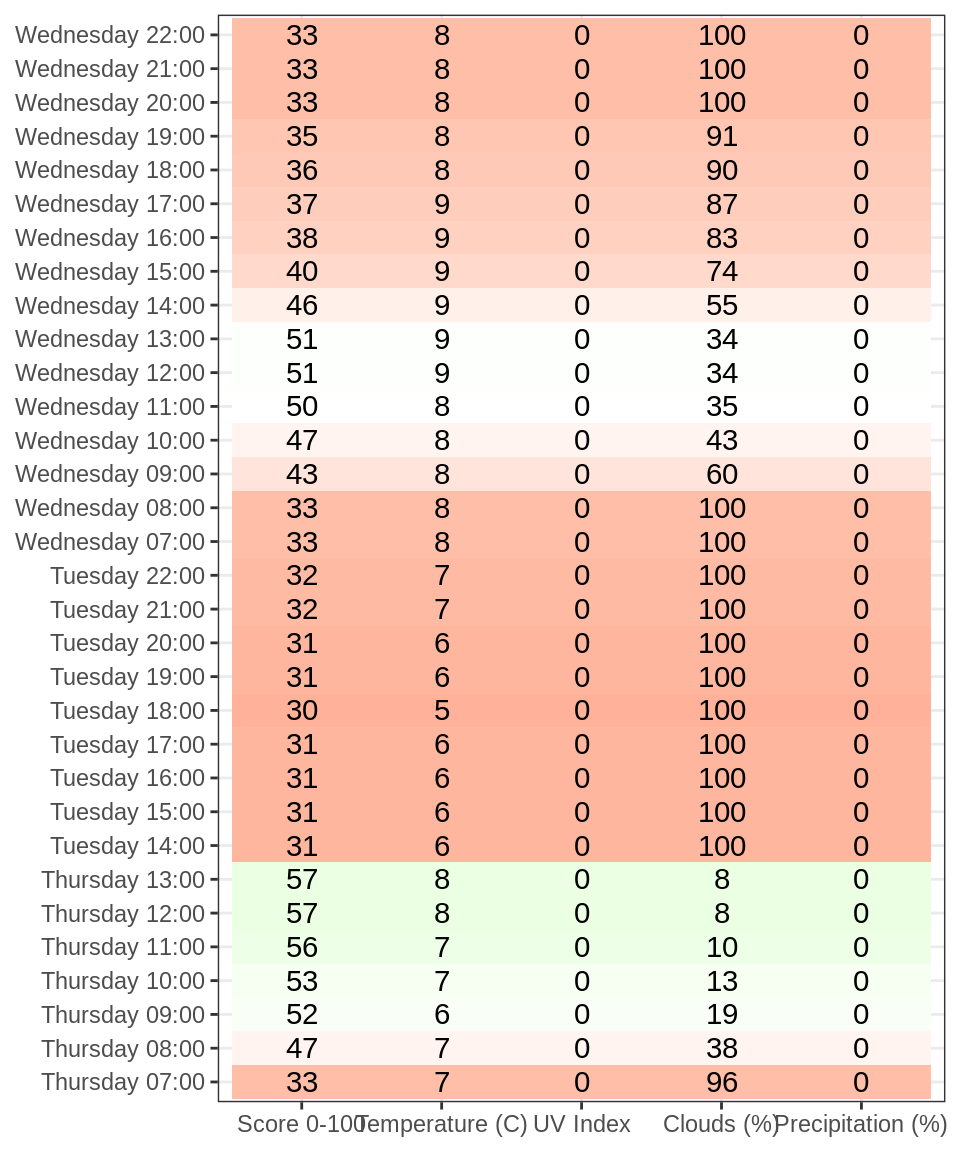 Wednesday 22:00 33 8 0 100 0
Wednesday 21:00 33 8 0 100 0
Wednesday 20:00 33 8 0 100 0
Wednesday 19:00 35 8 0 91 0
Wednesday 18:00 36 8 0 90 0
Wednesday 17:00 37 9 0 87 0
Wednesday 16:00 38 9 0 83 0
Wednesday 15:00 40 9 0 74 0
Wednesday 14:00 46 9 0 55 0
Wednesday 13:00 51 9 0 34 0
Wednesday 12:00 51 9 0 34 0
Wednesday 11:00 50 8 0 35 0
Wednesday 10:00 47 8 0 43 0
Wednesday 09:00 43 8 0 60 0
Wednesday 08:00 33 8 0 100 0
Wednesday 07:00 33 8 0 100 0
Tuesday 22:00 32 7 0 100 0
Tuesday 21:00 32 7 0 100 0
Tuesday 20:00 31 6 0 100 0
Tuesday 19:00 31 6 0 100 0
Tuesday 18:00 30 5 0 100 0
Tuesday 17:00 31 6 0 100 0
Tuesday 16:00 31 6 0 100 0
Tuesday 15:00 31 6 0 100 0
Tuesday 14:00 31 6 0 100 0
Thursday 13:00 57 8 0 8 0
Thursday 12:00 57 8 0 8 0
Thursday 11:00 56 7 0 10 0
Thursday 10:00 53 7 0 13 0
Thursday 09:00 52 6 0 19 0
Thursday 08:00 47 7 0 38 0
Thursday 07:00 33 7 0 96 0
Score 0-100 Temperature (C) UV Index Clouds (%) Precipitation (%)